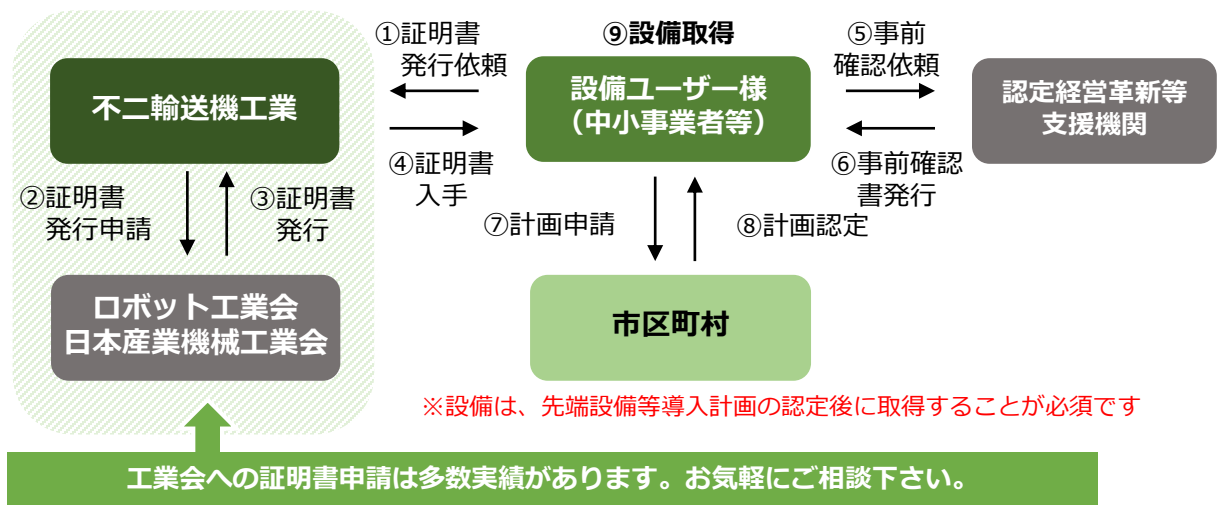 ①証明書
発行依頼
⑨設備取得
⑤事前
確認依頼
不二輸送機工業
設備ユーザー様
（中小事業者等）
認定経営革新等
支援機関
④証明書
入手
⑥事前確認
書発行
②証明書
発行申請
③証明書
発行
⑦計画申請
⑧計画認定
ロボット工業会
日本産業機械工業会
市区町村
※設備は、先端設備等導入計画の認定後に取得することが必須です
工業会への証明書申請は多数実績があります。お気軽にご相談下さい。